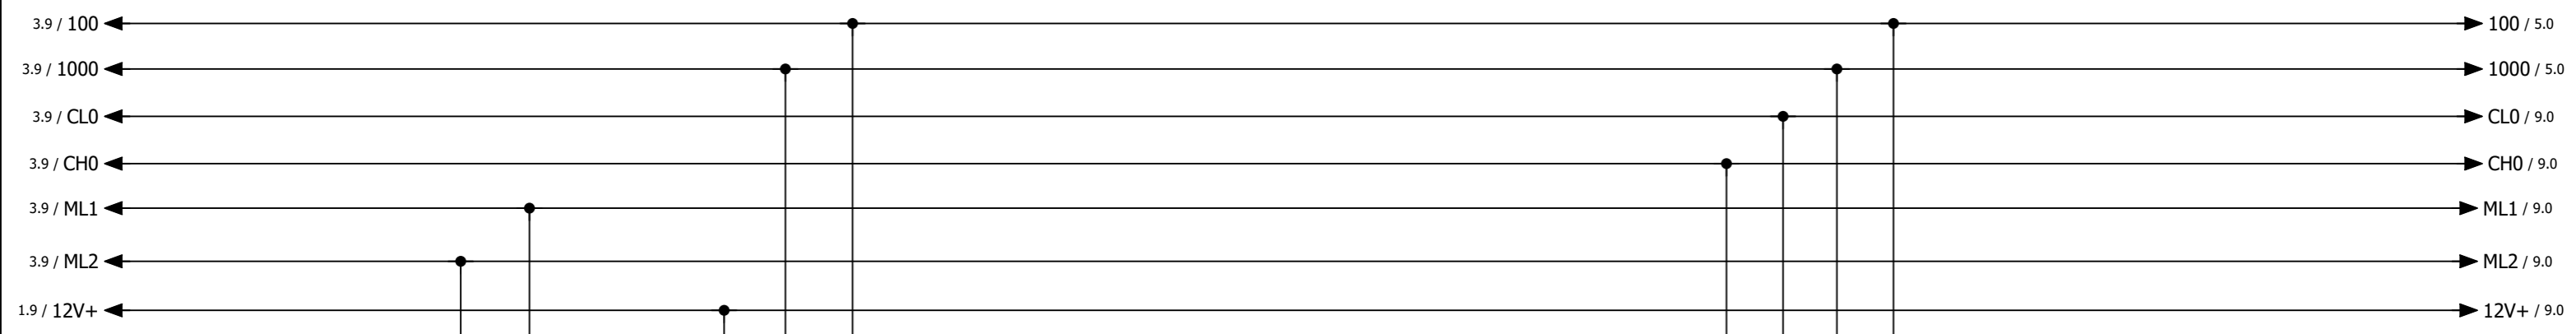 3.9 / 100 100 / 5.0
3.9 / 1000 1000 / 5.0
3.9 / CL0 CL0 / 9.0
3.9 / CH0 CH0 / 9.0
3.9 / ML1 ML1 / 9.0
3.9 / ML2 ML2 / 9.0
1.9 / 12V+ 12V+ / 9.0